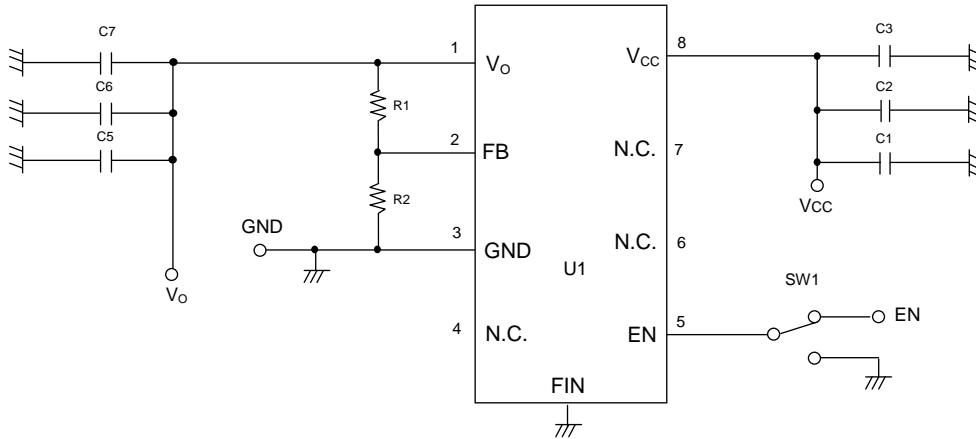 C7
C6
C5
VO
GND
R1
R2
1
2
3
4
VO
FB
GND
N.C.
U1
FIN
VCC
N.C.
N.C.
EN
8
7
6
5
C3
C2
C1
VCC
SW1
EN